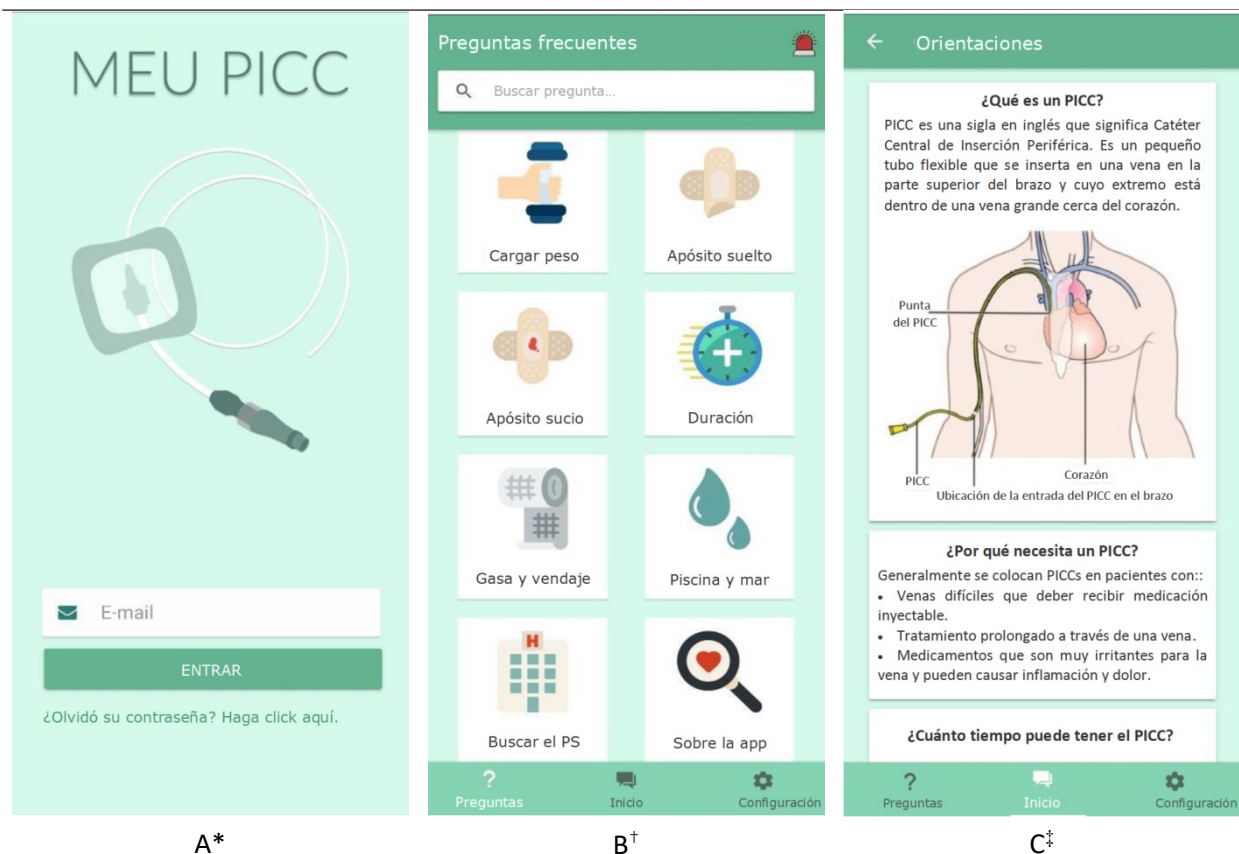 MEU PICC
E-mail
ENTRAR
¿Olvidó su contraseña? Haga click aquí.
A*
Preguntas frecuentes
Buscar pregunta...
Cargar peso
Apósito suelto
Apósito sucio
Duración
Gasa y vendaje
Piscina y mar
H
Buscar el PS
Sobre la app
?
Preguntas
Inicio
Configuración
B†
Orientaciones
¿Qué es un PICC?
PICC es una sigla en inglés que significa Catéter
Central de Inserción Periférica. Es un pequeño
tubo flexible que se inserta en una vena en la
parte superior del brazo y cuyo extremo está
dentro de una vena grande cerca del corazón.
Punta
del PICC
PICC
Corazón
Ubicación de la entrada del PICC en el brazo
¿Por qué necesita un PICC?
Generalmente se colocan PICCs en pacientes con::
• Venas difíciles que deber recibir medicación
inyectable.
• Tratamiento prolongado a través de una vena.
• Medicamentos que son muy irritantes para la
vena y pueden causar inflamación y dolor.
¿Cuánto tiempo puede tener el PICC?
?
Preguntas
Inicio
Configuración
C‡